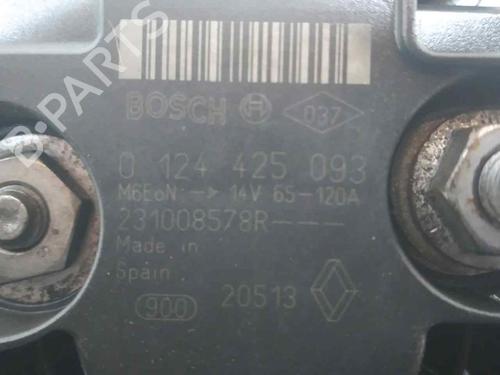 BOSCH 037
0 124 425 093
M6EoN:-> 14V 65-120A
231008578R----
Made in
Spain
900 20513
B-PARTS